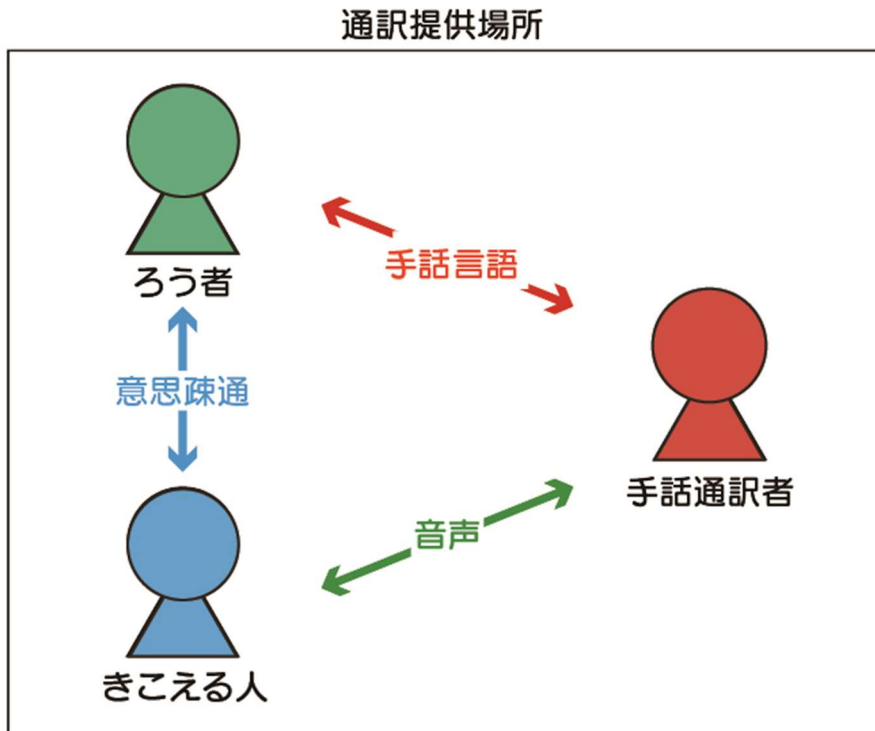 通訳提供場所
ろう者
手話言語
意思疎通
手話通訳者
音声
きこえる人